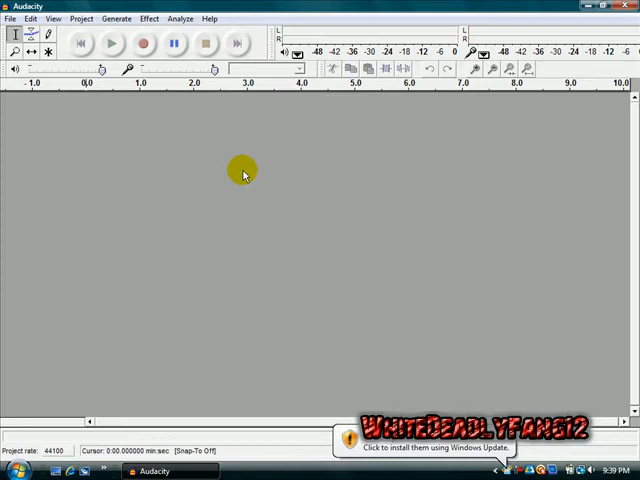 Audacity
File Edit View Project Generate Effect Analyze Help
L
R
-48 -42 -36 -30 -24 -18 -12 -6 0
L
R
-48 -42 -36 -30 -24 -18 -12 -6 0
- 1.0 0.0 1.0 2.0 3.0 4.0 5.0 6.0 7.0 8.0 9.0 10.0
WhiteDeadlyFang12
Click to install them using Windows Update.
Project rate: 44100 Cursor: 0:00.000000 min:sec [Snap-To Off]
Audacity
9:39 PM